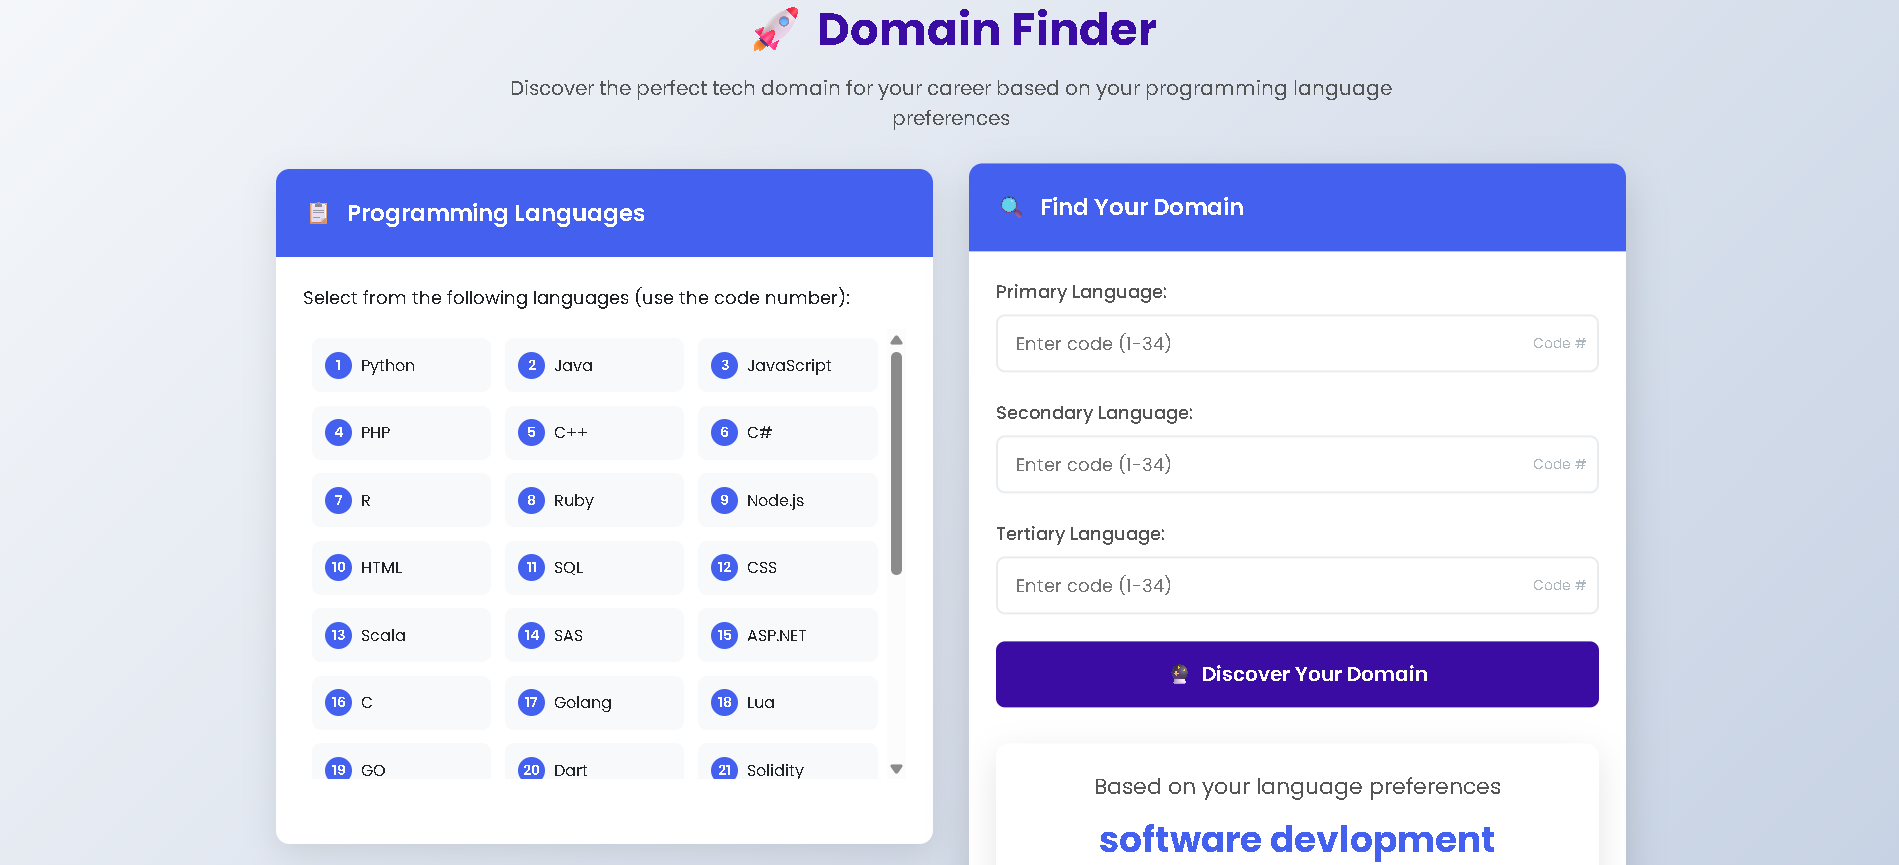 Domain Finder
Discover the perfect tech domain for your career based on your programming language
preferences
Programming Languages
Select from the following languages (use the code number):
1 Python 2 Java 3 JavaScript
4 PHP 5 C++ 6 C#
7 R 8 Ruby 9 Node.js
10 HTML 11 SQL 12 CSS
13 Scala 14 SAS 15 ASP.NET
16 C 17 Golang 18 Lua
19 GO 20 Dart 21 Solidity
Find Your Domain
Primary Language:
Enter code (1-34) Code #
Secondary Language:
Enter code (1-34) Code #
Tertiary Language:
Enter code (1-34) Code #
Discover Your Domain
Based on your language preferences
software devlopment